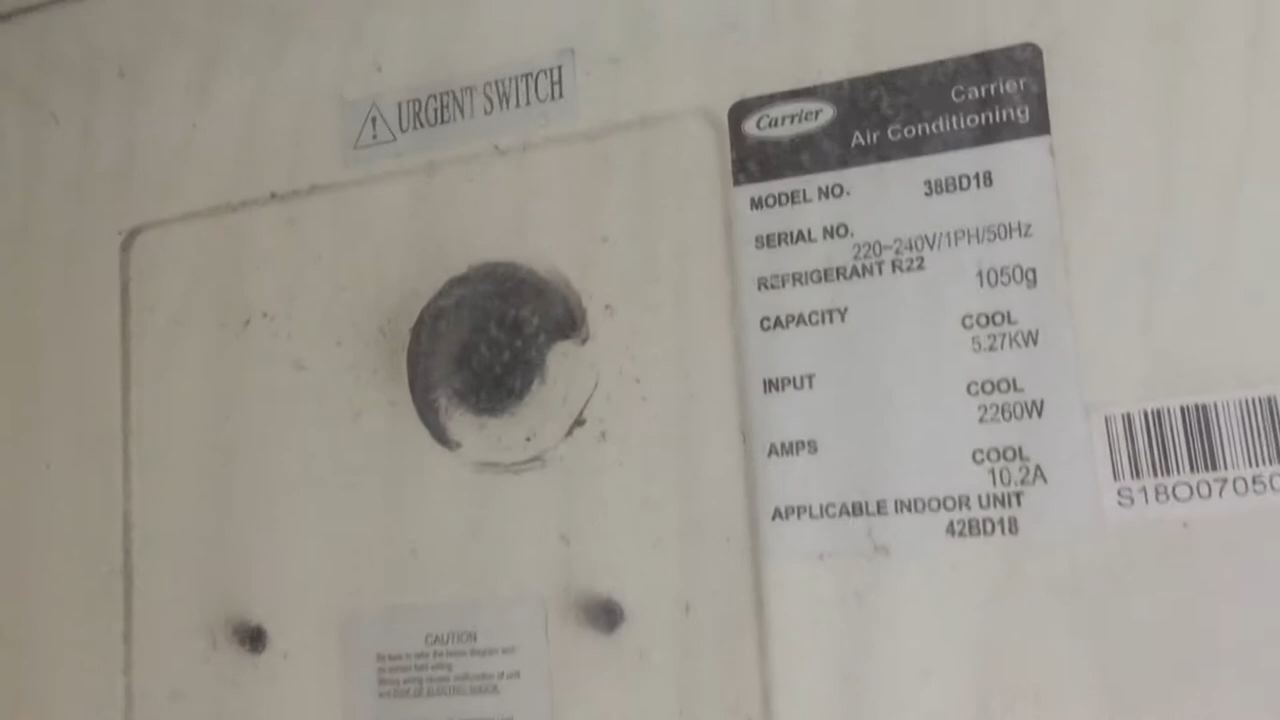 URGENT SWITCH
Carrier
Carrier
Air Conditioning
MODEL NO. 38BD18
SERIAL NO.
220~240V/1PH/50Hz
REFRIGERANT R22 1050g
CAPACITY COOL
5.27KW
INPUT COOL
2260W
AMPS COOL
10.2A
APPLICABLE INDOOR UNIT
42BD18
S18O07050
CAUTION